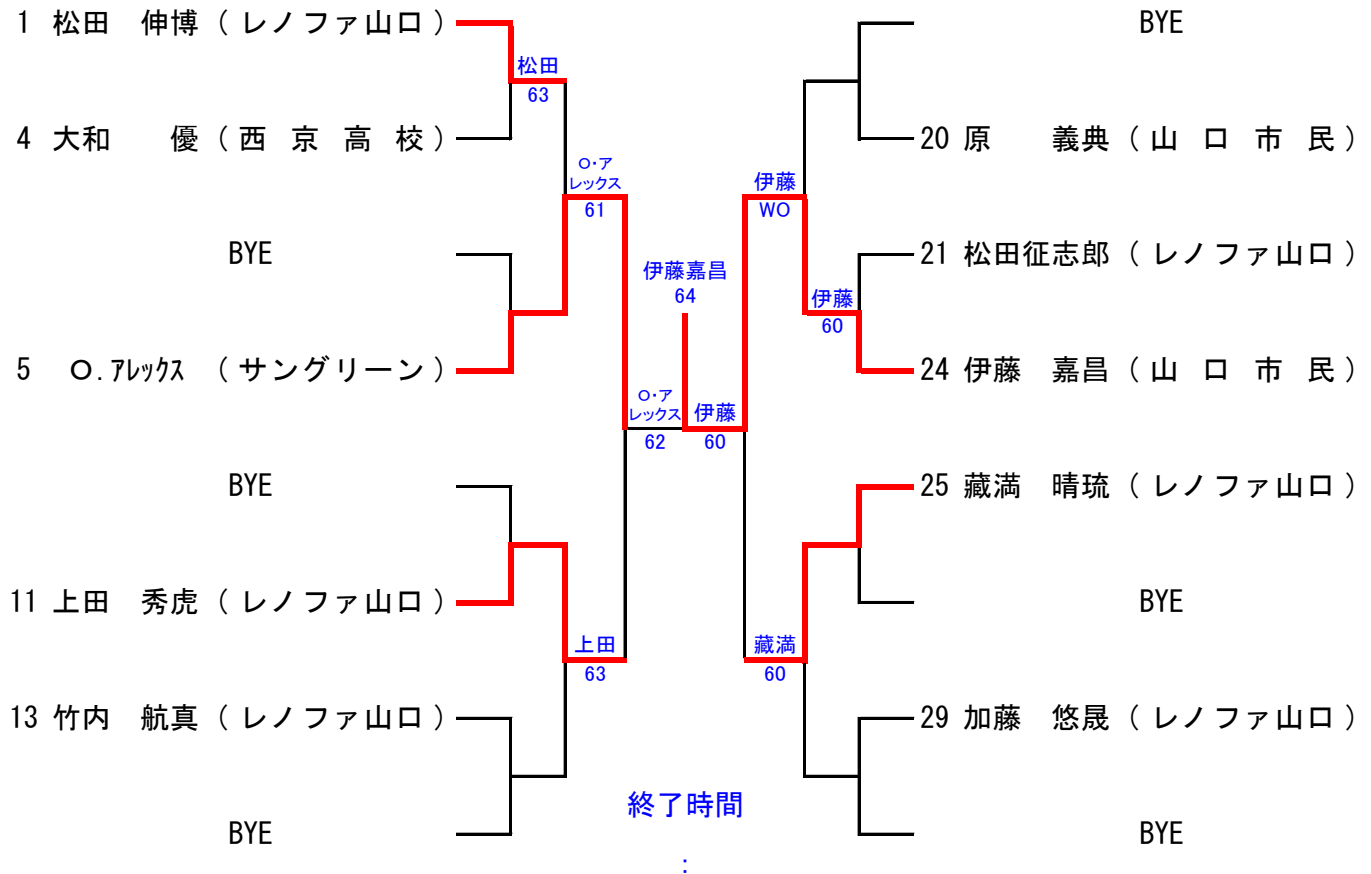 1 松田　伸博（レノファ山口）
BYE
松田
63
4 大和　　優（西 京 高 校）
20 原　　義典（山 口 市 民）
O・ア
レックス
61
伊藤
WO
BYE
21 松田征志郎（レノファ山口）
伊藤嘉昌
64
伊藤
60
5 O.アレックス （サングリーン）
24 伊藤　嘉昌（山 口 市 民）
O・ア
レックス
62
伊藤
60
BYE
25 藏満　晴琉（レノファ山口）
11 上田　秀虎（レノファ山口）
BYE
上田
63
藏満
60
13 竹内　航真（レノファ山口）
29 加藤　悠晟（レノファ山口）
終了時間
:
BYE
BYE